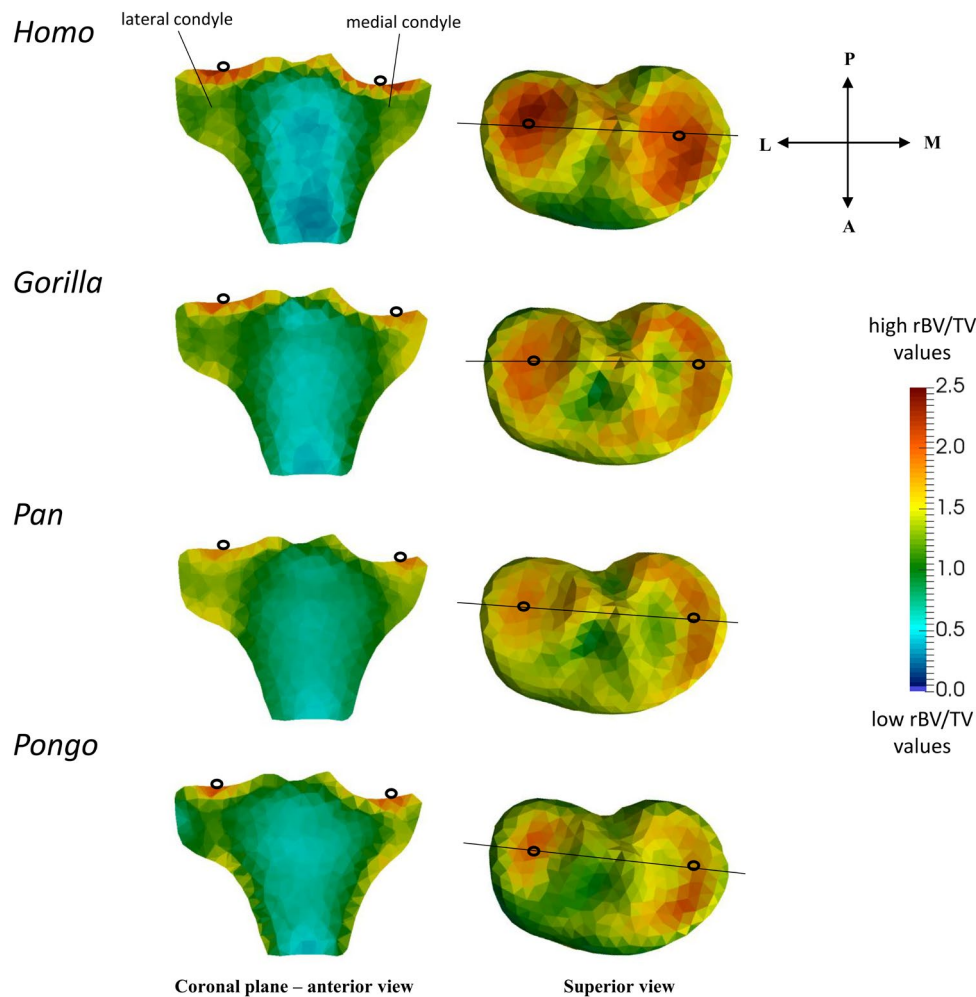 Homo
lateral condyle
medial condyle
P
L
M
A
Gorilla
high rBV/TV
values
2.5
2.0
1.5
1.0
0.5
0.0
low rBV/TV
values
Pan
Pongo
Coronal plane – anterior view
Superior view